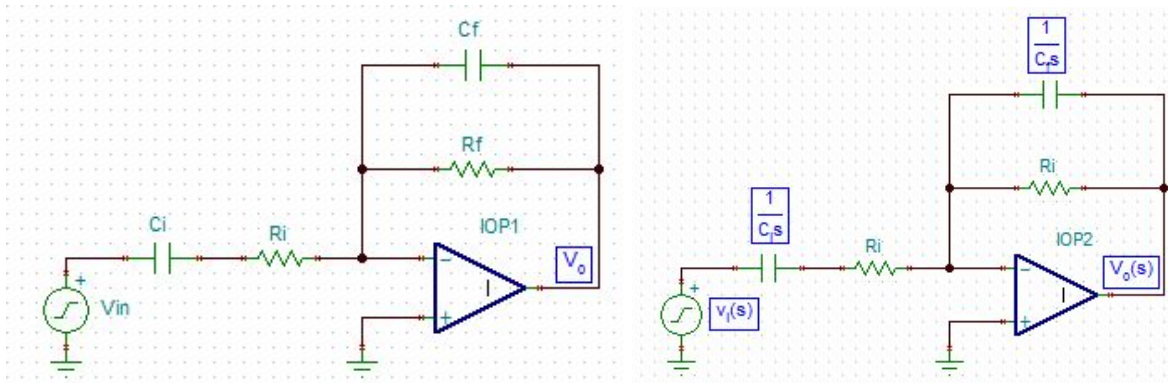 Cf
Rf
Ci
Ri
IOP1
Vo
+
Vin
−
+
1
Cfs
Ri
1
CIs
Ri
IOP2
Vo(s)
+
vI(s)
−
+